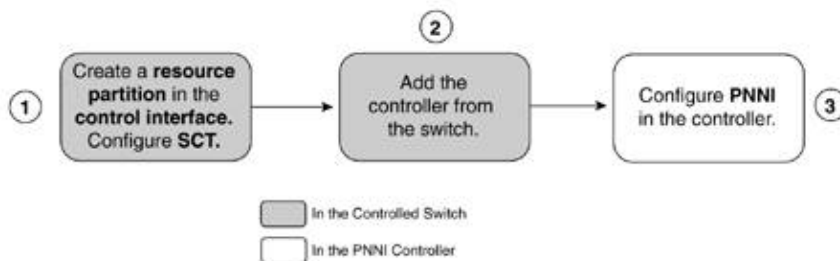 1
Create a resource
partition in the
control interface.
Configure SCT.
2
Add the
controller from
the switch.
Configure PNNI
in the controller.
3
In the Controlled Switch
In the PNNI Controller